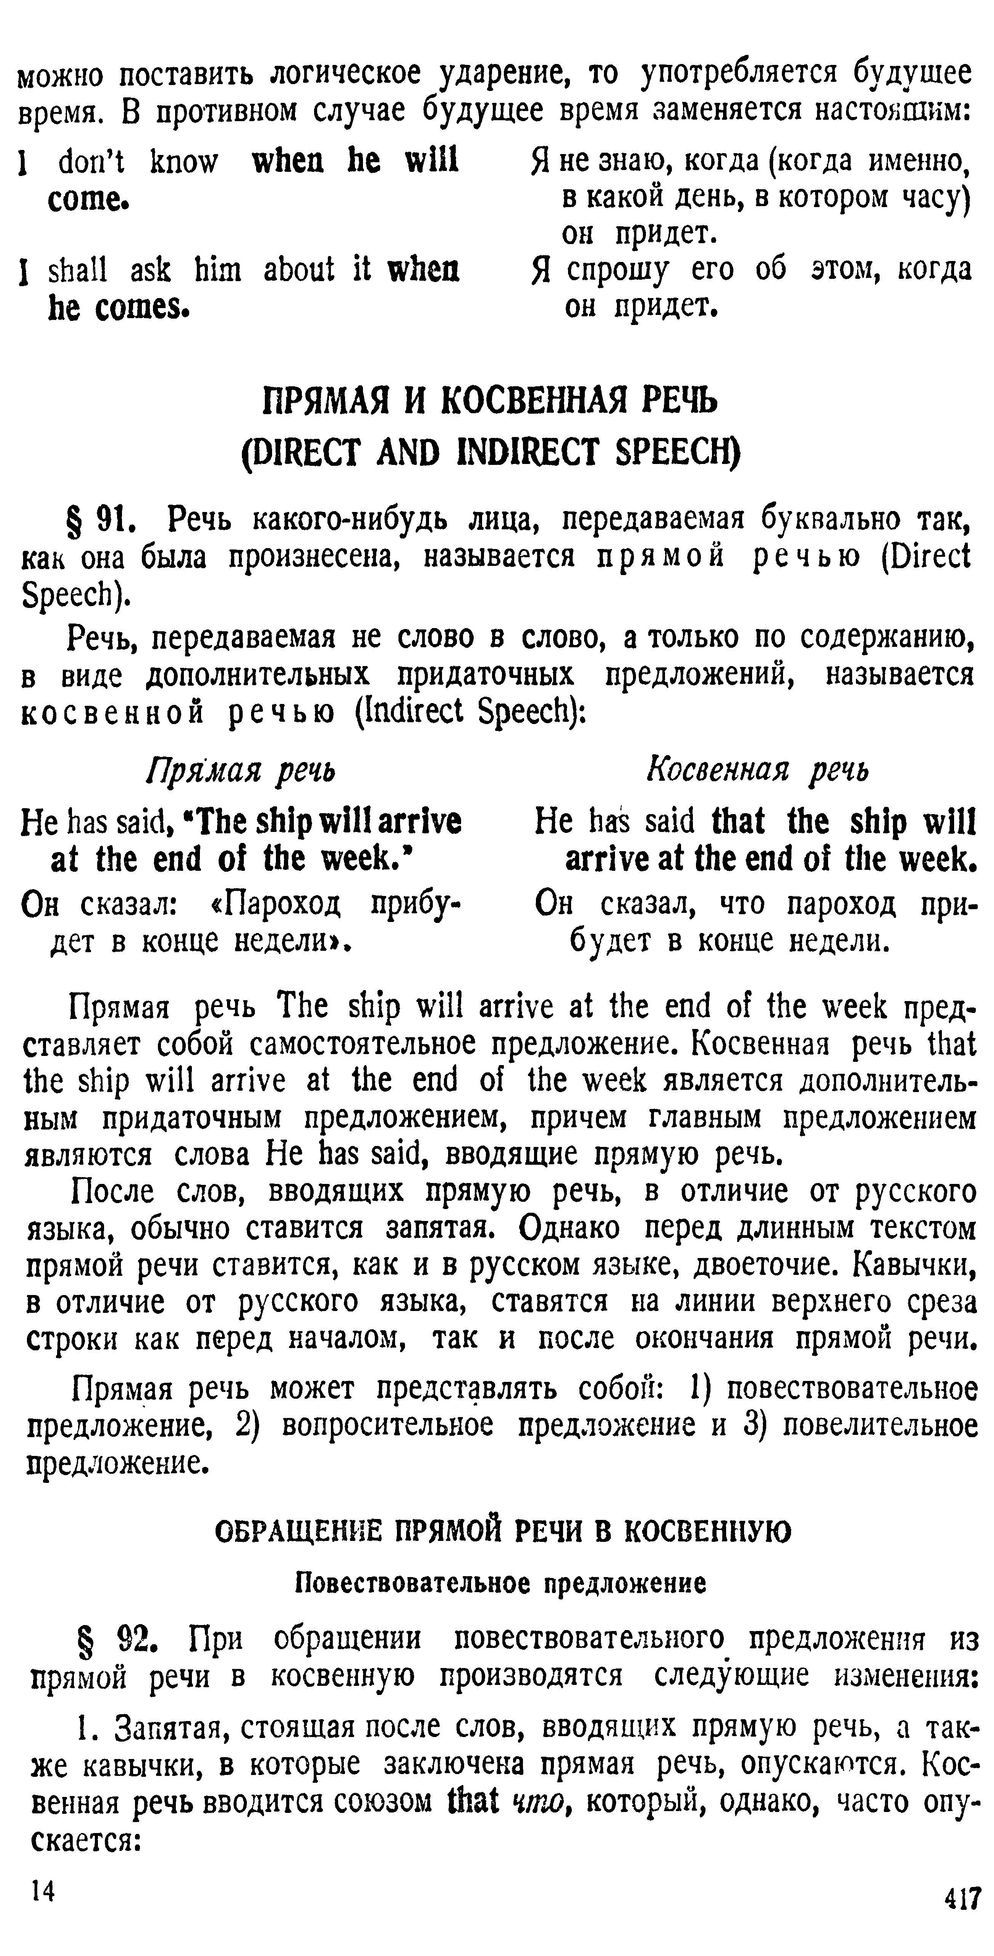 можно поставить логическое ударение, то употребляется будущее
время. В противном случае будущее время заменяется настоящим:
I don't know when he will
come.
Я не знаю, когда (когда именно,
в какой день, в котором часу)
он придет.
I shall ask him about it when
he comes.
Я спрошу его об этом, когда
он придет.
ПРЯМАЯ И КОСВЕННАЯ РЕЧЬ
(DIRECT AND INDIRECT SPEECH)
§ 91. Речь какого-нибудь лица, передаваемая буквально так,
как она была произнесена, называется прямой речью (Direct
Speech).
Речь, передаваемая не слово в слово, а только по содержанию,
в виде дополнительных придаточных предложений, называется
косвенной речью (Indirect Speech):
Прямая речь
He has said, "The ship will arrive
at the end of the week."
Он сказал: «Пароход прибу-
дет в конце недели».
Косвенная речь
He has said that the ship will
arrive at the end of the week.
Он сказал, что пароход при-
будет в конце недели.
Прямая речь The ship will arrive at the end of the week пред-
ставляет собой самостоятельное предложение. Косвенная речь that
the ship will arrive at the end of the week является дополнитель-
ным придаточным предложением, причем главным предложением
являются слова He has said, вводящие прямую речь.
После слов, вводящих прямую речь, в отличие от русского
языка, обычно ставится запятая. Однако перед длинным текстом
прямой речи ставится, как и в русском языке, двоеточие. Кавычки,
в отличие от русского языка, ставятся на линии верхнего среза
строки как перед началом, так и после окончания прямой речи.
Прямая речь может представлять собой: 1) повествовательное
предложение, 2) вопросительное предложение и 3) повелительное
предложение.
ОБРАЩЕНИЕ ПРЯМОЙ РЕЧИ В КОСВЕННУЮ
Повествовательное предложение
§ 92. При обращении повествовательного предложения из
прямой речи в косвенную производятся следующие изменения:
1. Запятая, стоящая после слов, вводящих прямую речь, а так-
же кавычки, в которые заключена прямая речь, опускаются. Кос-
венная речь вводится союзом that что, который, однако, часто опу-
скается:
14
417